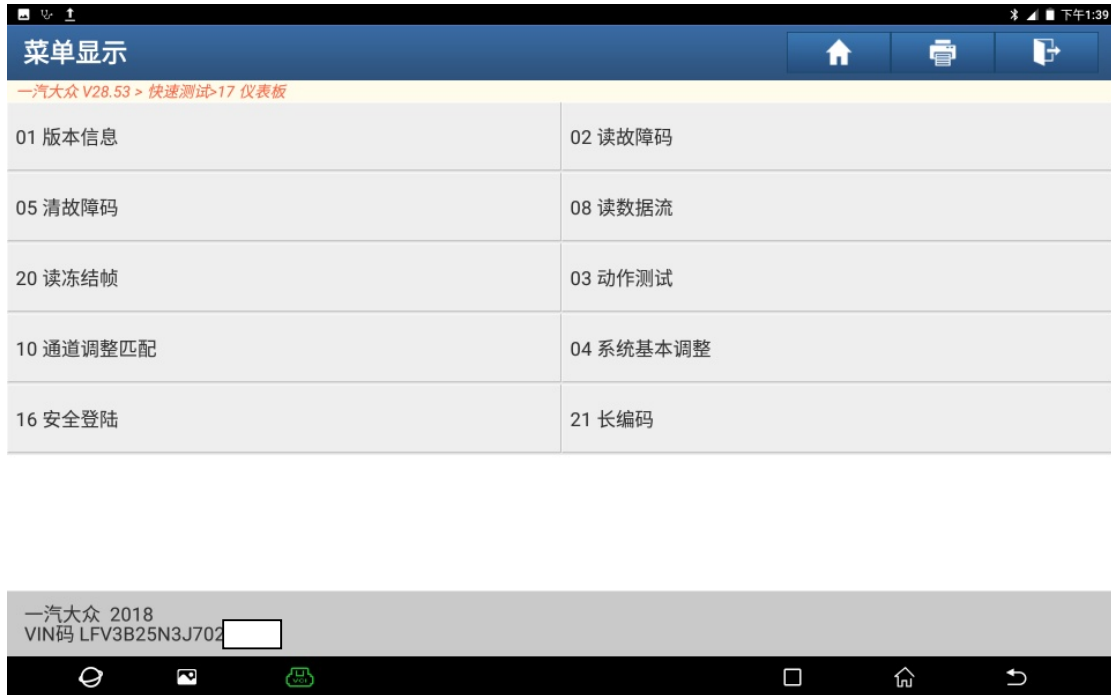 下午1:39
菜单显示
一汽大众 V28.53 > 快速测试>17 仪表板
01 版本信息
02 读故障码
05 清故障码
08 读数据流
20 读冻结帧
03 动作测试
10 通道调整匹配
04 系统基本调整
16 安全登陆
21 长编码
一汽大众 2018
VIN码 LFV3B25N3J702
VCI